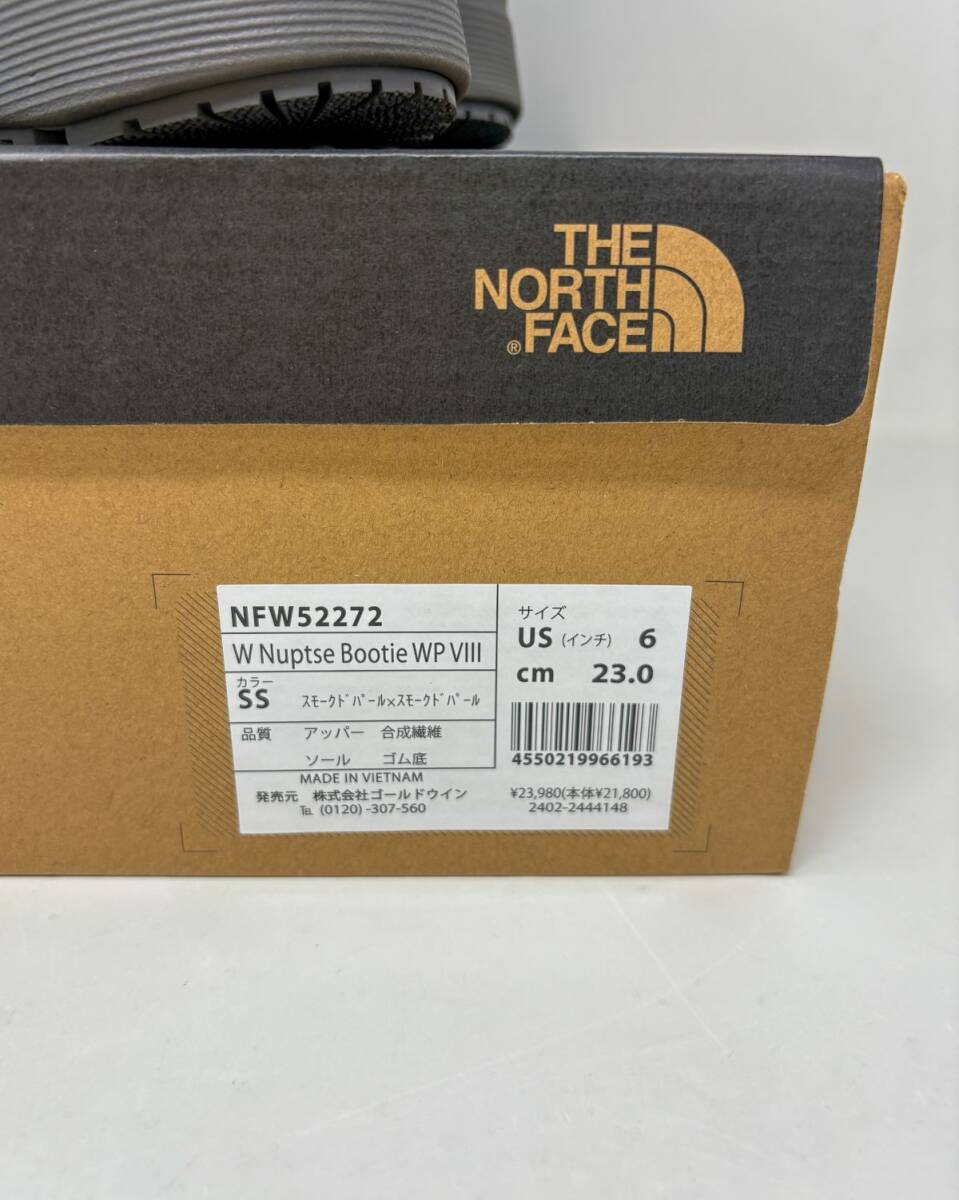 THE
NORTH
FACE
®
NFW52272
W Nuptse Bootie WP VIII
カラー
SS ｽﾓｰｸﾄﾞﾊﾟｰﾙ×ｽﾓｰｸﾄﾞﾊﾟｰﾙ
品質 アッパー 合成繊維
ソール ゴム底
MADE IN VIETNAM
発売元 株式会社ゴールドウイン
℡ (0120) -307-560
サイズ
US (インチ) 6
cm 23.0
4550219966193
¥23,980(本体¥21,800)
2402-2444148